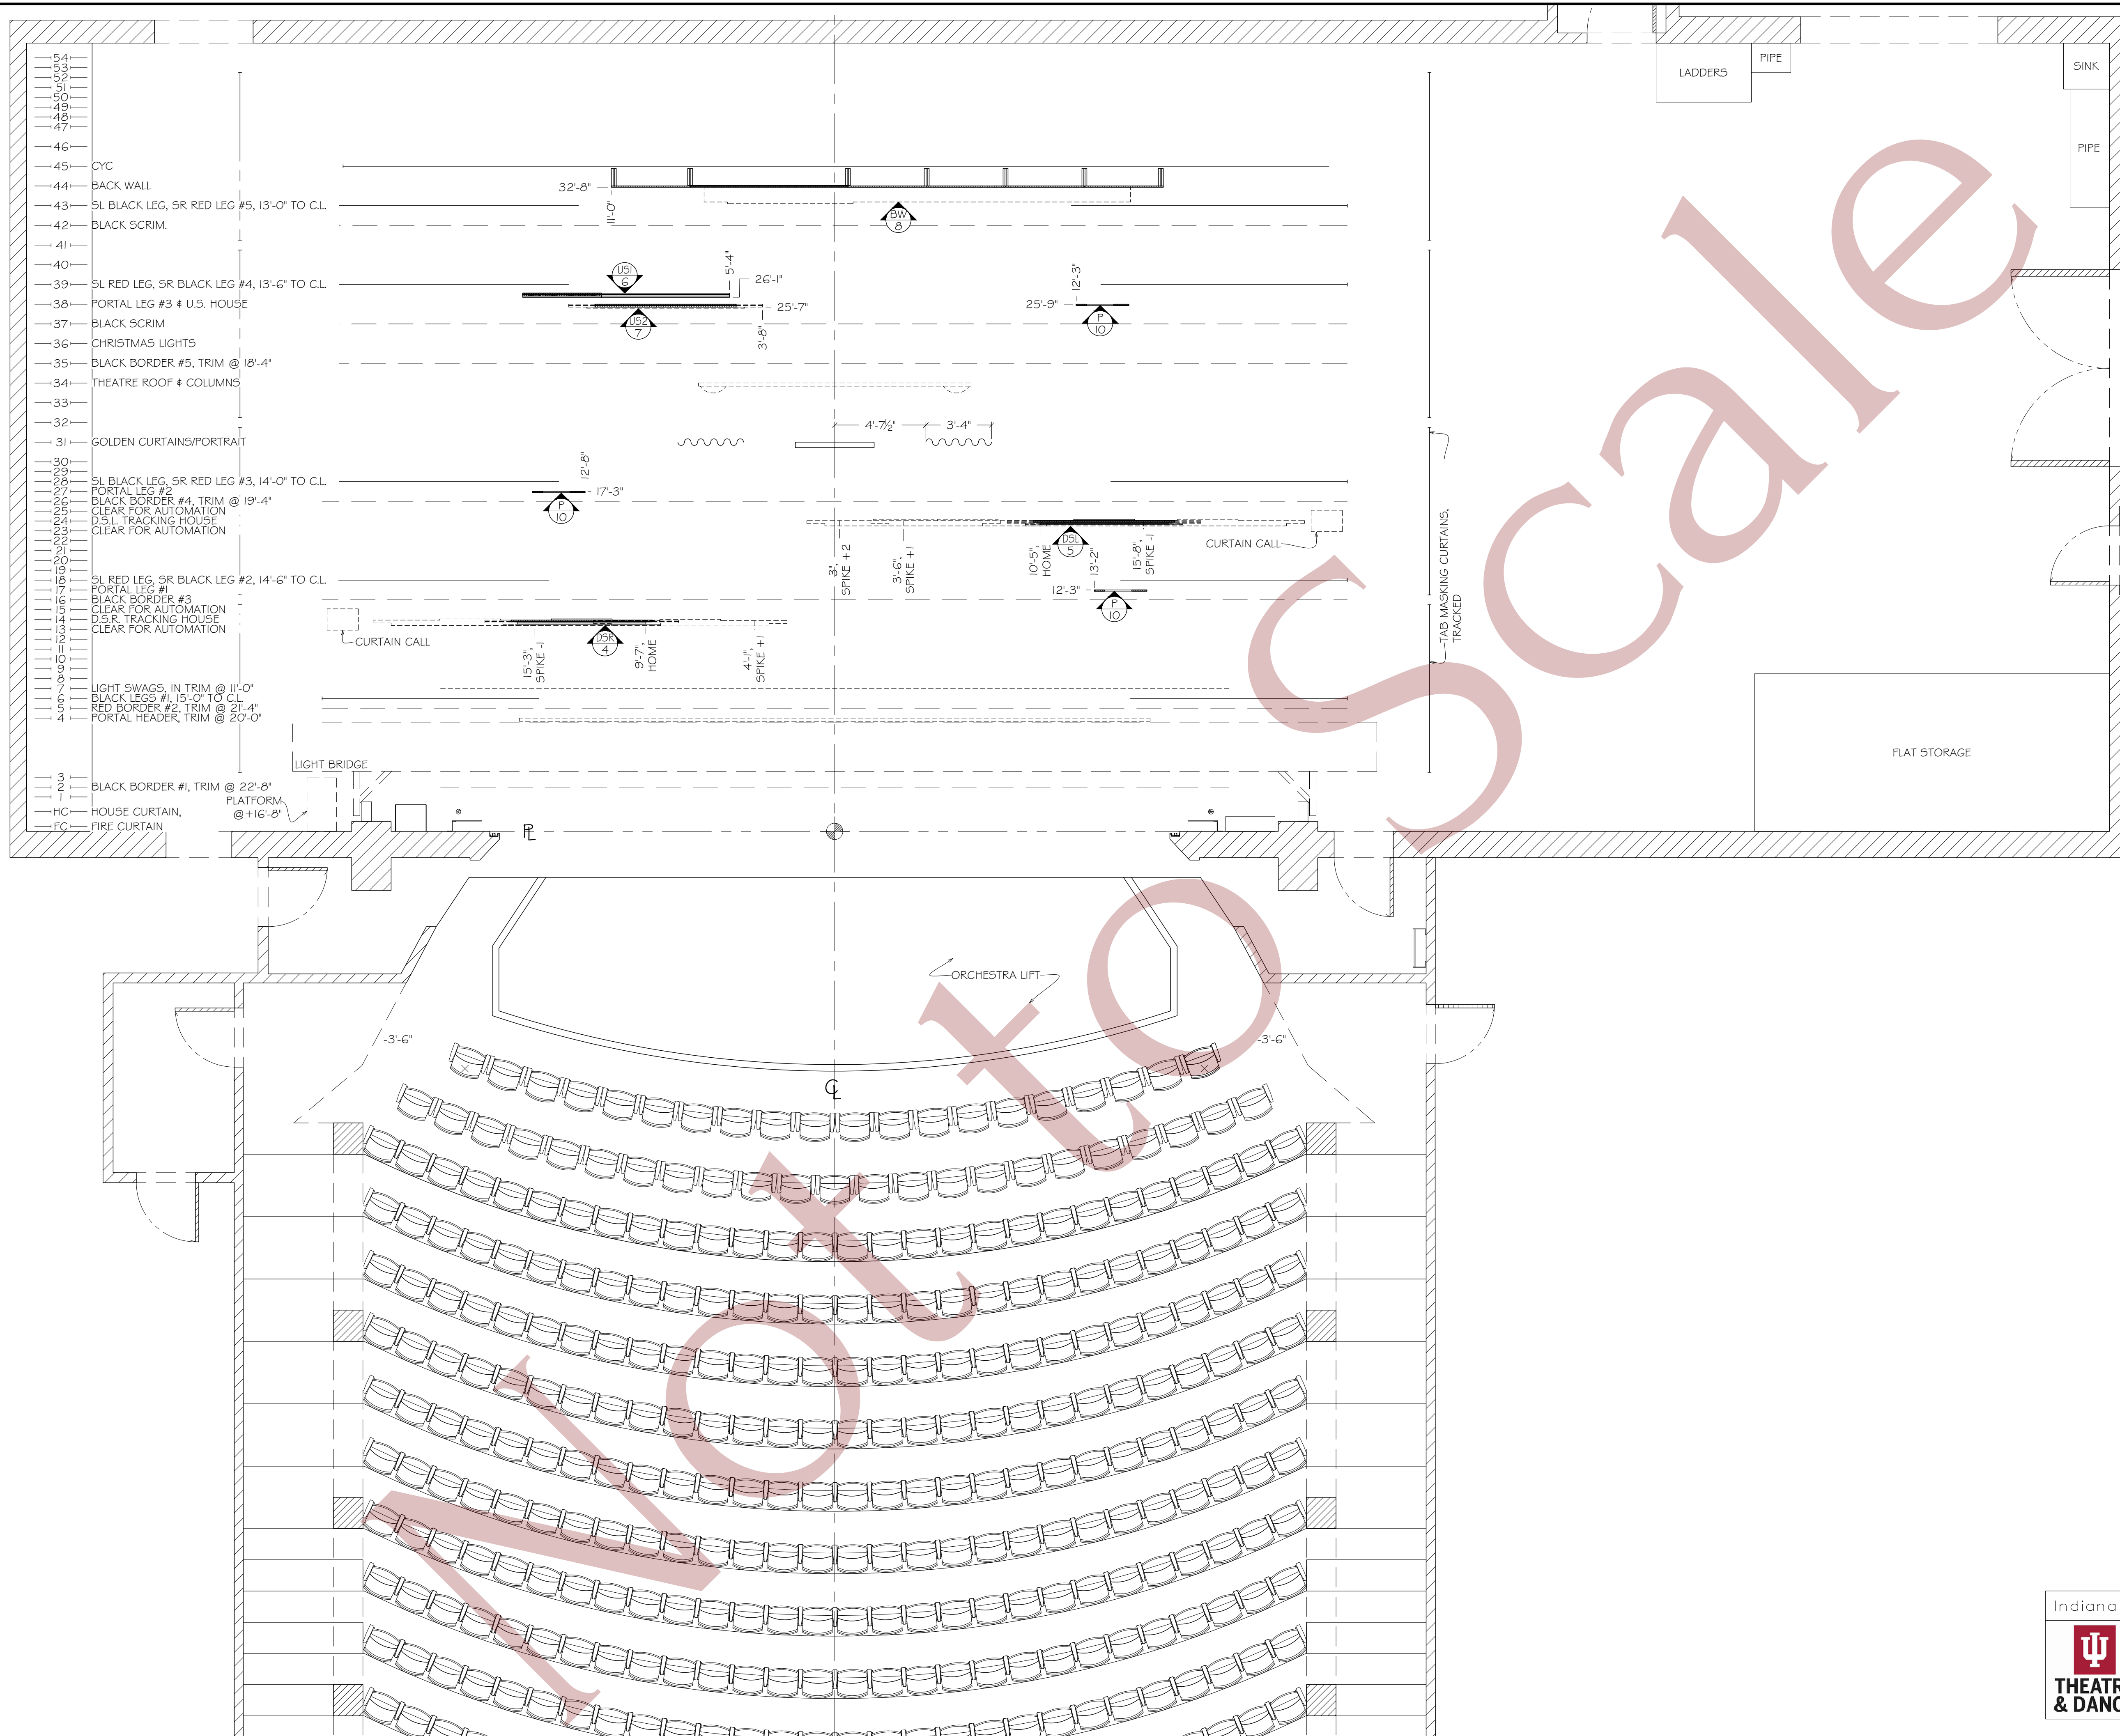 54
53
52
51
50
49
48
47
46
45 CYC
44 BACK WALL
43 SL BLACK LEG, SR RED LEG #5, 13'-0" TO C.L.
42 BLACK SCRIM.
41
40
39 SL RED LEG, SR BLACK LEG #4, 13'-6" TO C.L.
38 PORTAL LEG #3 & U.S. HOUSE
37 BLACK SCRIM
36 CHRISTMAS LIGHTS
35 BLACK BORDER #5, TRIM @ 18'-4"
34 THEATRE ROOF & COLUMNS
33
32
31 GOLDEN CURTAINS/PORTRAIT
30
29
28 SL BLACK LEG, SR RED LEG #3, 14'-0" TO C.L.
27 PORTAL LEG #2
26 BLACK BORDER #4, TRIM @ 19'-4"
25 CLEAR FOR AUTOMATION
24 D.S.L. TRACKING HOUSE
23 CLEAR FOR AUTOMATION
22
21
20
19
18 SL RED LEG, SR BLACK LEG #2, 14'-6" TO C.L.
17 PORTAL LEG #1
16 BLACK BORDER #3
15 CLEAR FOR AUTOMATION
14 D.S.R. TRACKING HOUSE
13 CLEAR FOR AUTOMATION
12
11
10
9
8
7 LIGHT SWAGS, IN TRIM @ 11'-0"
6 BLACK LEGS #1, 15'-0" TO C.L.
5 RED BORDER #2, TRIM @ 21'-4"
4 PORTAL HEADER, TRIM @ 20'-0"
3
2 BLACK BORDER #1, TRIM @ 22'-8"
1
HC HOUSE CURTAIN,
FC FIRE CURTAIN
LIGHT BRIDGE
PLATFORM
@+16'-8"
32'-8"
11'-0"
BW
8
US1
6
5'-4"
26'-1"
US2
7
25'-7"
3'-8"
25'-9"
12'-3"
P
10
4'-7½"
3'-4"
12'-8"
17'-3"
P
10
3",
SPIKE +2
3'-6",
SPIKE +1
10'-5",
HOME
DSL
5
13'-2"
15'-8",
SPIKE -1
CURTAIN CALL
12'-3"
P
10
CURTAIN CALL
15'-3",
SPIKE -1
DSR
4
9'-7",
HOME
4'-1",
SPIKE +1
TAB MASKING CURTAINS,
TRACKED
LADDERS
PIPE
SINK
PIPE
FLAT STORAGE
PL
ORCHESTRA LIFT
-3'-6"
-3'-6"
CL
Not to Scale
Indiana
THEATR
& DANC